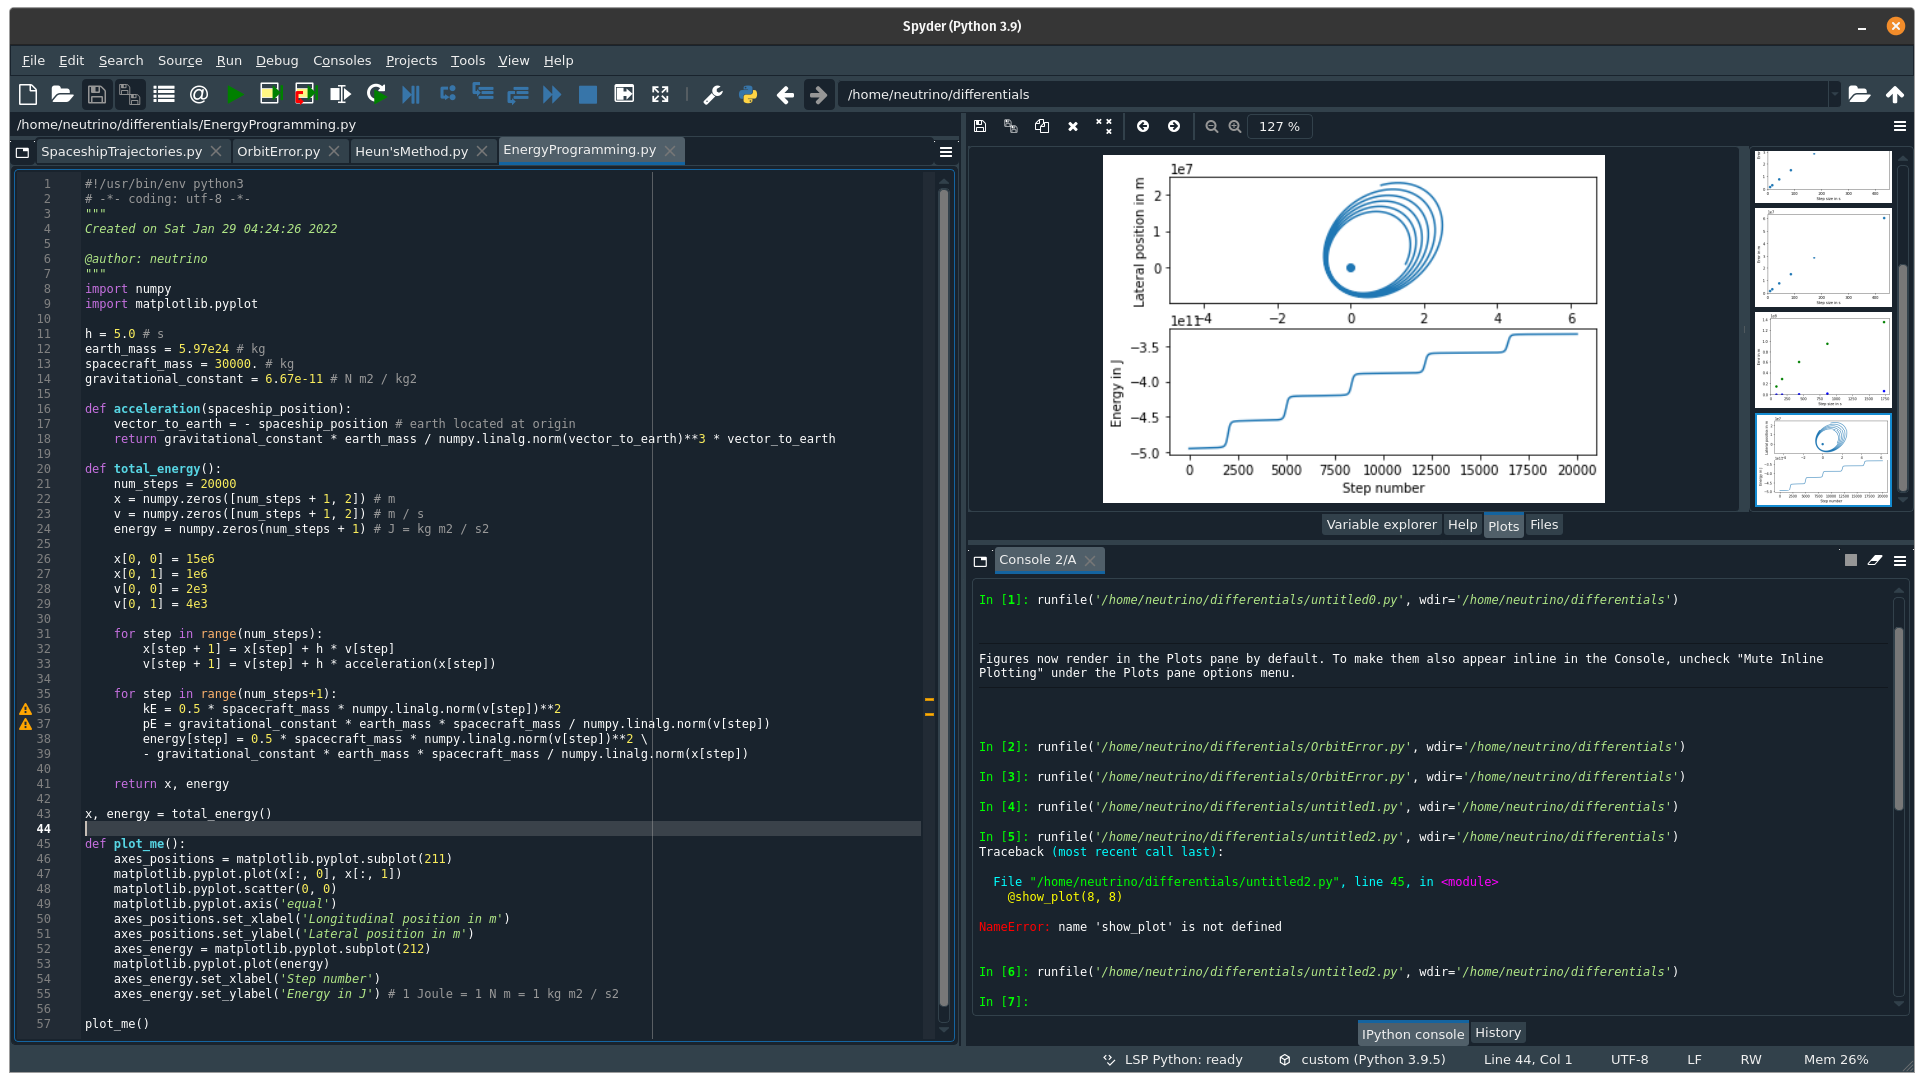 Spyder (Python 3.9)
File Edit Search Source Run Debug Consoles Projects Tools View Help
/home/neutrino/differentials
/home/neutrino/differentials/EnergyProgramming.py
SpaceshipTrajectories.py OrbitError.py Heun'sMethod.py EnergyProgramming.py
1 #!/usr/bin/env python3
2 # -*- coding: utf-8 -*-
3 """
4 Created on Sat Jan 29 04:24:26 2022
5
6 @author: neutrino
7 """
8 import numpy
9 import matplotlib.pyplot
10
11 h = 5.0 # s
12 earth_mass = 5.97e24 # kg
13 spacecraft_mass = 30000. # kg
14 gravitational_constant = 6.67e-11 # N m2 / kg2
15
16 def acceleration(spaceship_position):
17     vector_to_earth = - spaceship_position # earth located at origin
18     return gravitational_constant * earth_mass / numpy.linalg.norm(vector_to_earth)**3 * vector_to_earth
19
20 def total_energy():
21     num_steps = 20000
22     x = numpy.zeros([num_steps + 1, 2]) # m
23     v = numpy.zeros([num_steps + 1, 2]) # m / s
24     energy = numpy.zeros(num_steps + 1) # J = kg m2 / s2
25
26     x[0, 0] = 15e6
27     x[0, 1] = 1e6
28     v[0, 0] = 2e3
29     v[0, 1] = 4e3
30
31     for step in range(num_steps):
32         x[step + 1] = x[step] + h * v[step]
33         v[step + 1] = v[step] + h * acceleration(x[step])
34
35     for step in range(num_steps+1):
36         kE = 0.5 * spacecraft_mass * numpy.linalg.norm(v[step])**2
37         pE = gravitational_constant * earth_mass * spacecraft_mass / numpy.linalg.norm(v[step])
38         energy[step] = 0.5 * spacecraft_mass * numpy.linalg.norm(v[step])**2 \
39         - gravitational_constant * earth_mass * spacecraft_mass / numpy.linalg.norm(x[step])
40
41     return x, energy
42
43 x, energy = total_energy()
44
45 def plot_me():
46     axes_positions = matplotlib.pyplot.subplot(211)
47     matplotlib.pyplot.plot(x[:, 0], x[:, 1])
48     matplotlib.pyplot.scatter(0, 0)
49     matplotlib.pyplot.axis('equal')
50     axes_positions.set_xlabel('Longitudinal position in m')
51     axes_positions.set_ylabel('Lateral position in m')
52     axes_energy = matplotlib.pyplot.subplot(212)
53     matplotlib.pyplot.plot(energy)
54     axes_energy.set_xlabel('Step number')
55     axes_energy.set_ylabel('Energy in J') # 1 Joule = 1 N m = 1 kg m2 / s2
56
57 plot_me()
127 %
1e7
Lateral position in m
2
1
0
1e11 −4 −2 0 2 4 6
Energy in J
−3.5
−4.0
−4.5
−5.0
0 2500 5000 7500 10000 12500 15000 17500 20000
Step number
Variable explorer Help Plots Files
Console 2/A
In [1]: runfile('/home/neutrino/differentials/untitled0.py', wdir='/home/neutrino/differentials')
Figures now render in the Plots pane by default. To make them also appear inline in the Console, uncheck "Mute Inline
Plotting" under the Plots pane options menu.
In [2]: runfile('/home/neutrino/differentials/OrbitError.py', wdir='/home/neutrino/differentials')
In [3]: runfile('/home/neutrino/differentials/OrbitError.py', wdir='/home/neutrino/differentials')
In [4]: runfile('/home/neutrino/differentials/untitled1.py', wdir='/home/neutrino/differentials')
In [5]: runfile('/home/neutrino/differentials/untitled2.py', wdir='/home/neutrino/differentials')
Traceback (most recent call last):
File "/home/neutrino/differentials/untitled2.py", line 45, in <module>
@show_plot(8, 8)
NameError: name 'show_plot' is not defined
In [6]: runfile('/home/neutrino/differentials/untitled2.py', wdir='/home/neutrino/differentials')
In [7]:
IPython console History
LSP Python: ready custom (Python 3.9.5) Line 44, Col 1 UTF-8 LF RW Mem 26%